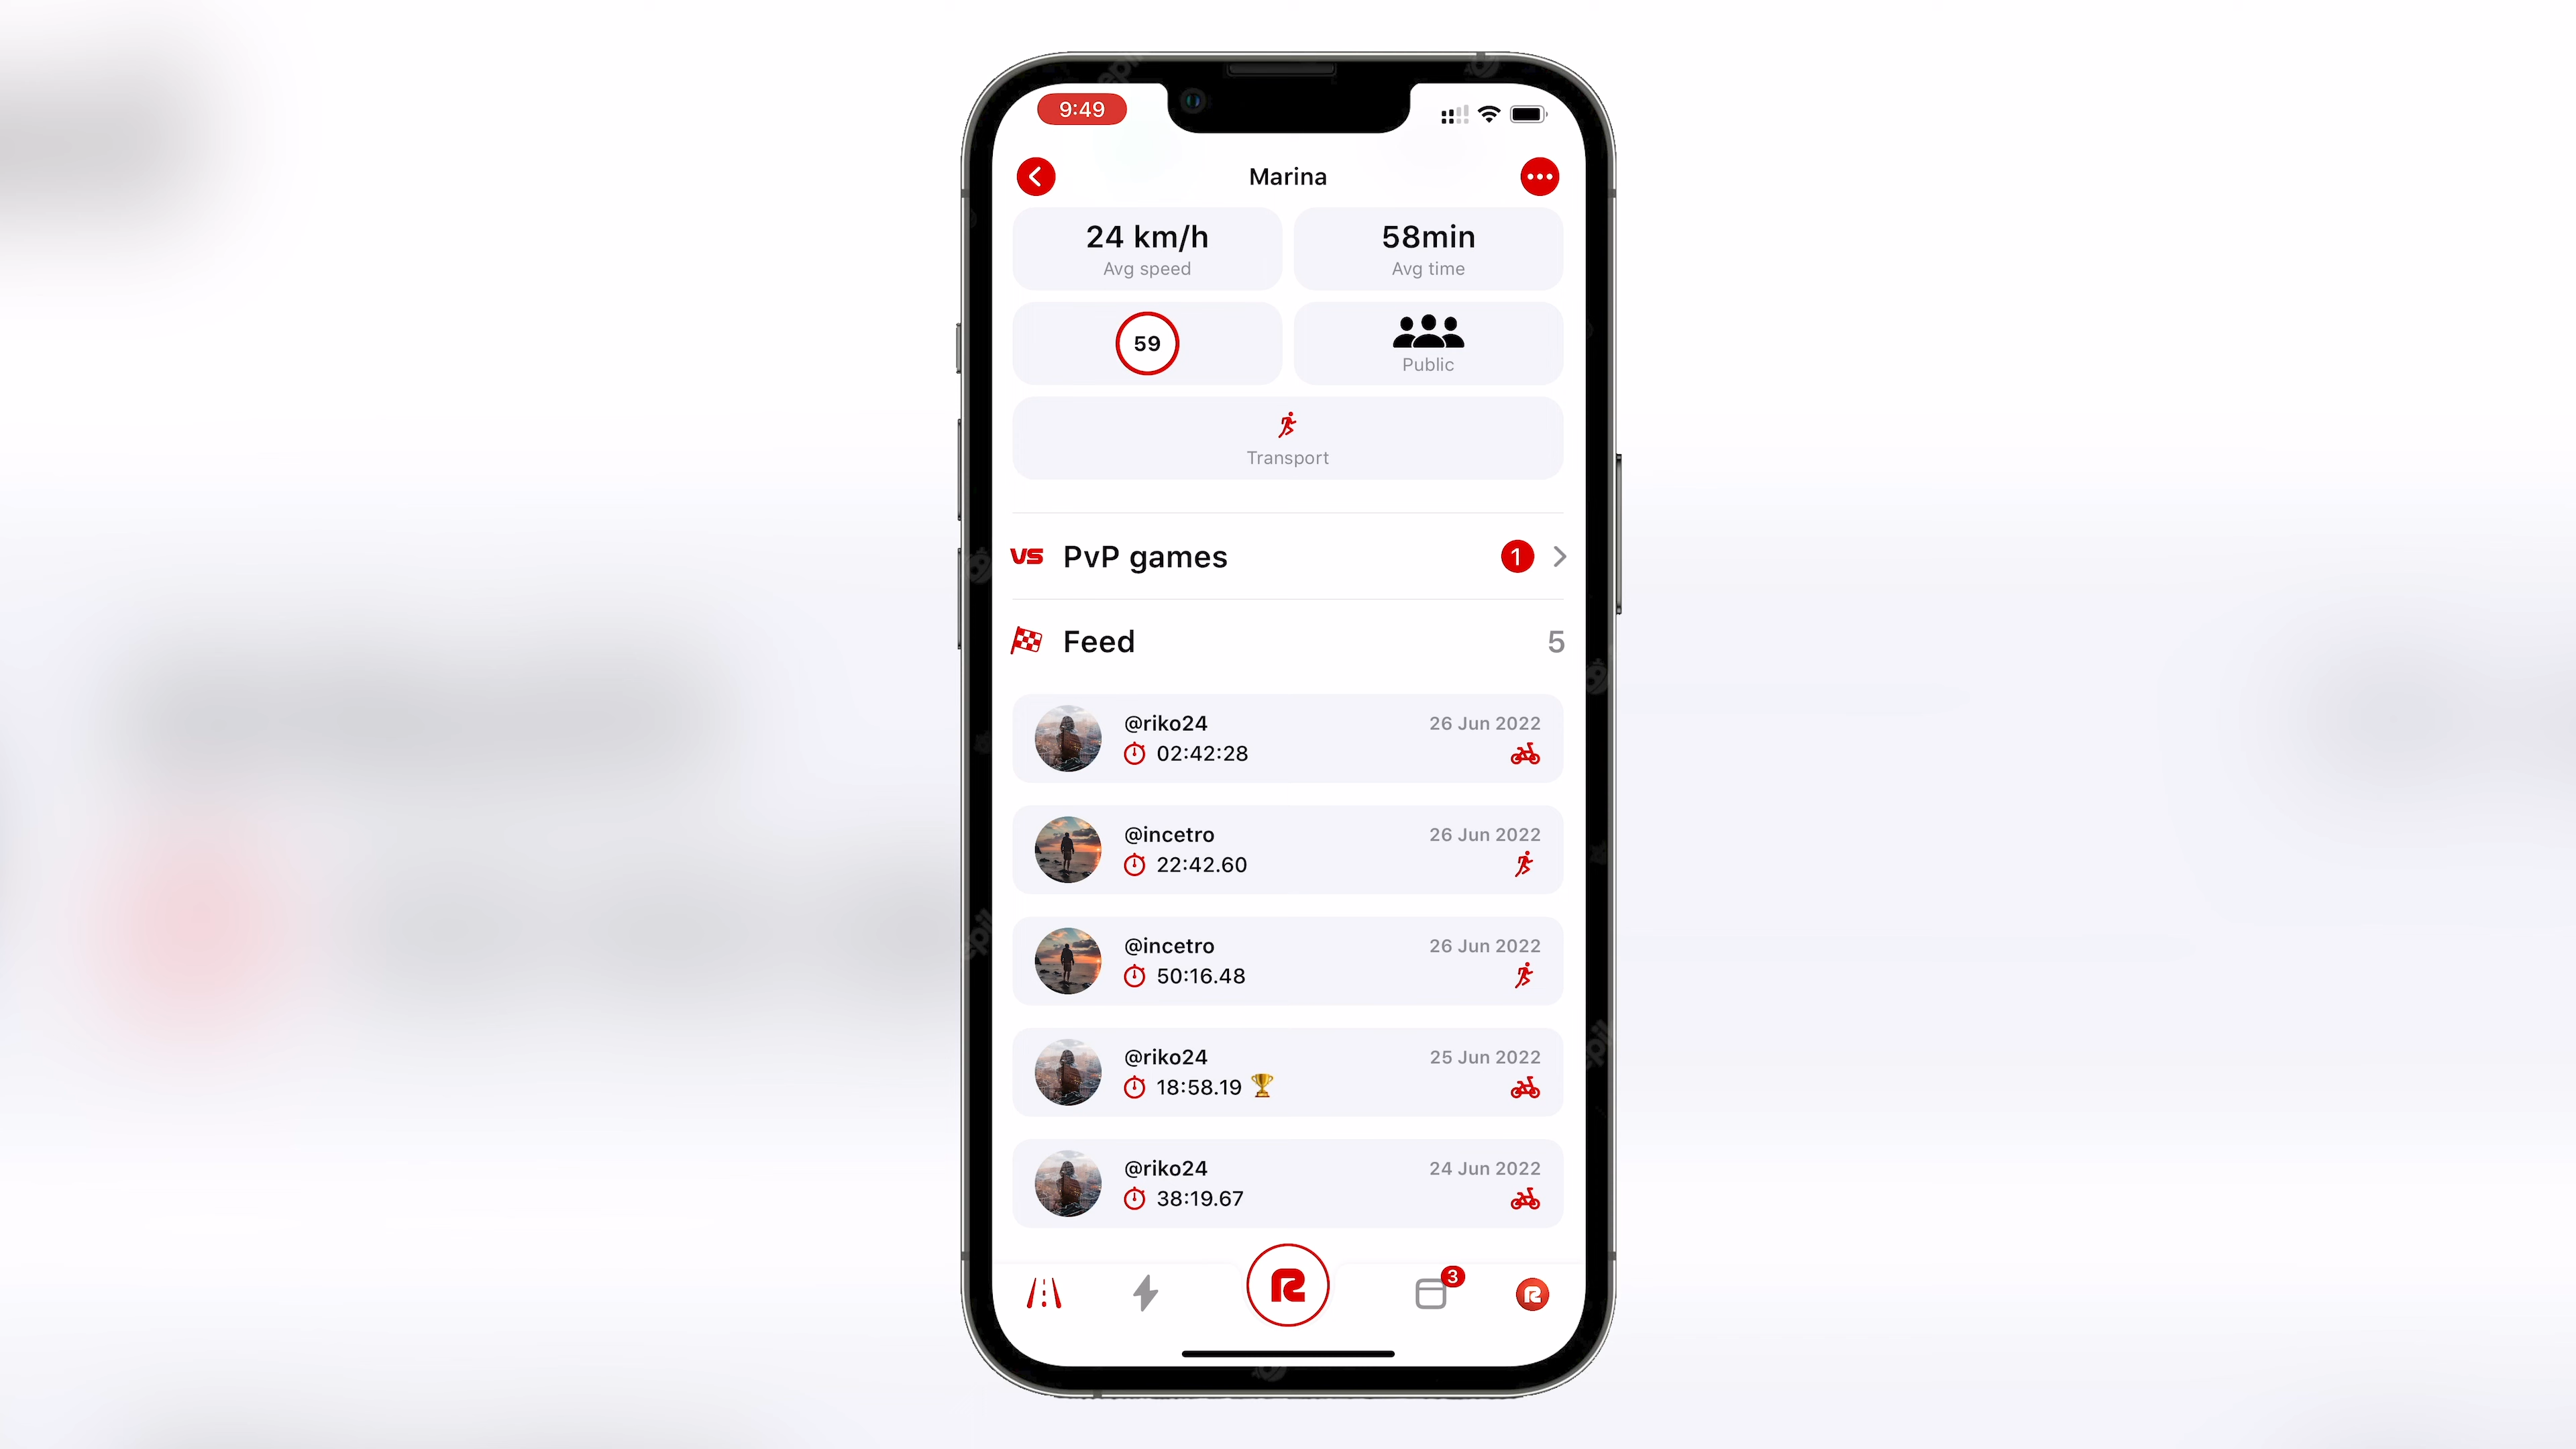 9:49
Marina
24 km/h
Avg speed
58min
Avg time
59
Public
Transport
VS PvP games 1
Feed 5
@riko24 26 Jun 2022
02:42:28
@incetro 26 Jun 2022
22:42.60
@incetro 26 Jun 2022
50:16.48
@riko24 25 Jun 2022
18:58.19
@riko24 24 Jun 2022
38:19.67
R
3
R